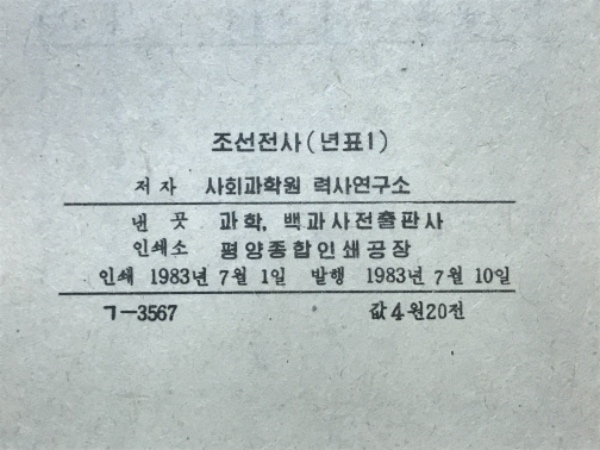 조선전사(년표1)
저자 사회과학원 력사연구소
낸 곳 과학, 백과사전출판사
인쇄소 평양종합인쇄공장
인쇄 1983년 7월 1일 발행 1983년 7월 10일
ㄱ-3567 값 4원20전